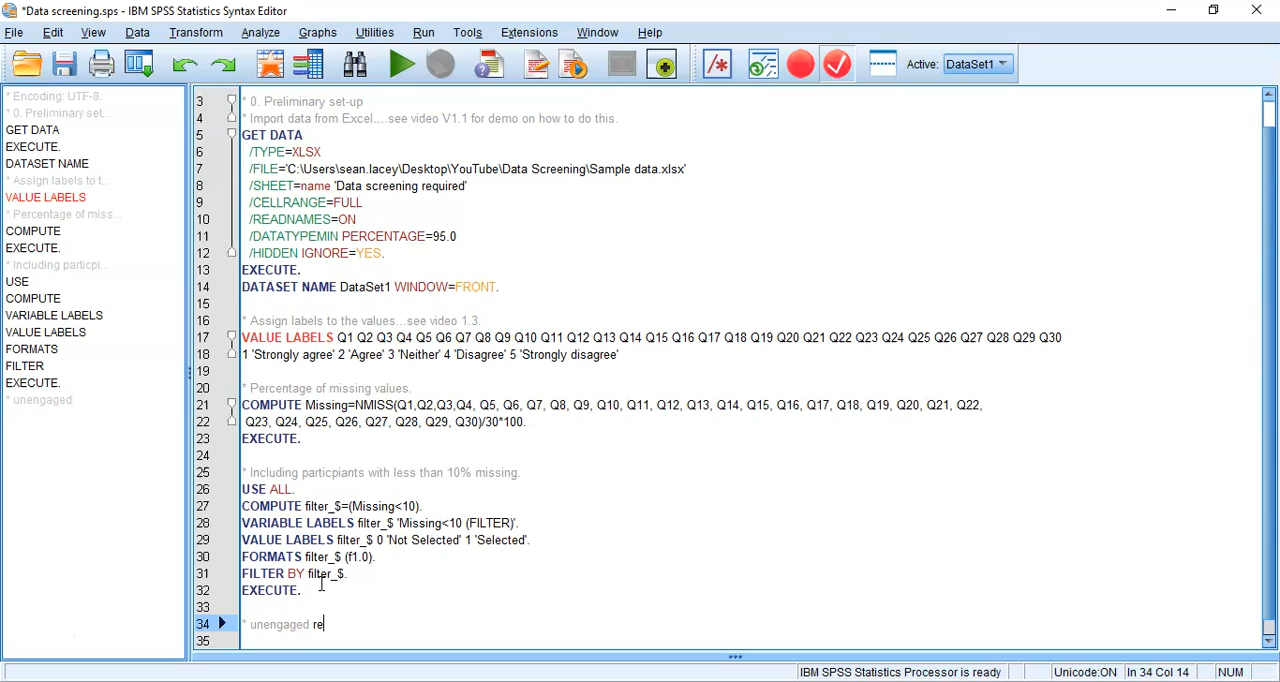 *Data screening.sps - IBM SPSS Statistics Syntax Editor
File Edit View Data Transform Analyze Graphs Utilities Run Tools Extensions Window Help
Active: DataSet1
* Encoding: UTF-8.
* 0. Preliminary set...
GET DATA
EXECUTE.
DATASET NAME
* Assign labels to t...
VALUE LABELS
* Percentage of miss...
COMPUTE
EXECUTE.
* Including particpi...
USE
COMPUTE
VARIABLE LABELS
VALUE LABELS
FORMATS
FILTER
EXECUTE.
* unengaged
3 * 0. Preliminary set-up
4 * Import data from Excel....see video V1.1 for demo on how to do this.
5 GET DATA
6 /TYPE=XLSX
7 /FILE='C:\Users\sean.lacey\Desktop\YouTube\Data Screening\Sample data.xlsx'
8 /SHEET=name 'Data screening required'
9 /CELLRANGE=FULL
10 /READNAMES=ON
11 /DATATYPEMIN PERCENTAGE=95.0
12 /HIDDEN IGNORE=YES.
13 EXECUTE.
14 DATASET NAME DataSet1 WINDOW=FRONT.
15
16 * Assign labels to the values...see video 1.3.
17 VALUE LABELS Q1 Q2 Q3 Q4 Q5 Q6 Q7 Q8 Q9 Q10 Q11 Q12 Q13 Q14 Q15 Q16 Q17 Q18 Q19 Q20 Q21 Q22 Q23 Q24 Q25 Q26 Q27 Q28 Q29 Q30
18 1 'Strongly agree' 2 'Agree' 3 'Neither' 4 'Disagree' 5 'Strongly disagree'
19
20 * Percentage of missing values.
21 COMPUTE Missing=NMISS(Q1,Q2,Q3,Q4, Q5, Q6, Q7, Q8, Q9, Q10, Q11, Q12, Q13, Q14, Q15, Q16, Q17, Q18, Q19, Q20, Q21, Q22,
22 Q23, Q24, Q25, Q26, Q27, Q28, Q29, Q30)/30*100.
23 EXECUTE.
24
25 * Including particpiants with less than 10% missing.
26 USE ALL.
27 COMPUTE filter_$=(Missing<10).
28 VARIABLE LABELS filter_$ 'Missing<10 (FILTER)'.
29 VALUE LABELS filter_$ 0 'Not Selected' 1 'Selected'.
30 FORMATS filter_$ (f1.0).
31 FILTER BY filter_$.
32 EXECUTE.
33
34 * unengaged re
35
IBM SPSS Statistics Processor is ready Unicode:ON In 34 Col 14 NUM